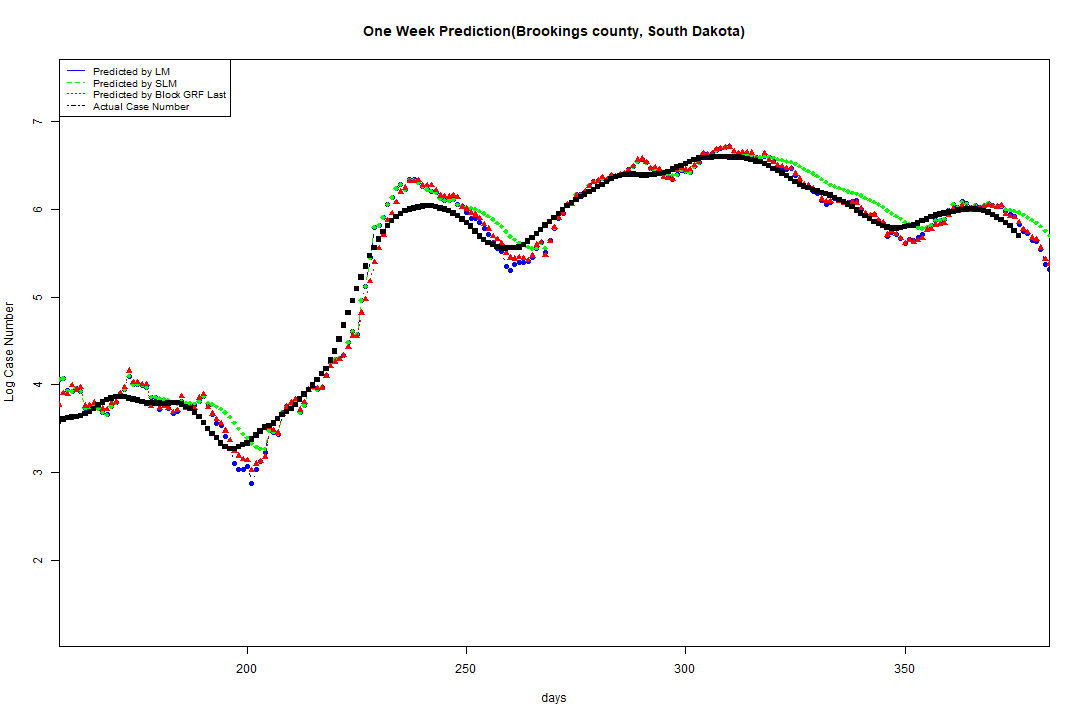 One Week Prediction(Brookings county, South Dakota)
Predicted by LM
Predicted by SLM
Predicted by Block GRF Last
Actual Case Number
7
6
5
4
3
2
Log Case Number
200 250 300 350
days